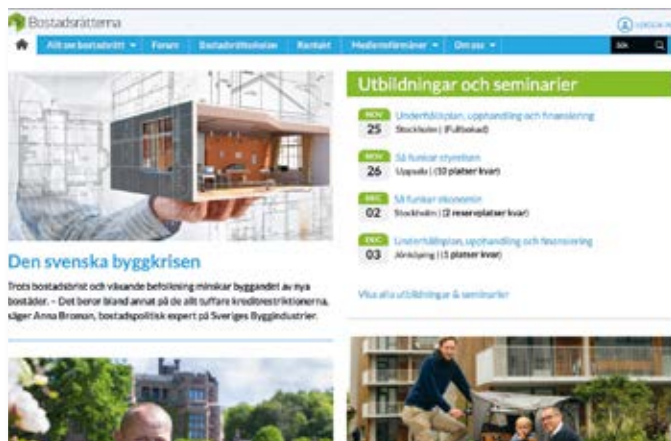 Bostadsrätterna
LOGGA IN
Allt om bostadsrätt
Forum
Bostadsrättsskolan
Kontakt
Medlemsförmåner
Om oss
Sök
Utbildningar och seminarier
NOV
25
Underhållsplan, upphandling och finansiering
Stockholm | (Fullbokad)
NOV
26
Så funkar styrelsen
Uppsala | (10 platser kvar)
DEC
02
Så funkar ekonomin
Stockholm | (2 reservplatser kvar)
DEC
03
Underhållsplan, upphandling och finansiering
Jönköping | (1 platser kvar)
Visa alla utbildningar & seminarier
Den svenska byggkrisen
Trots bostadsbrist och växande befolkning minskar byggandet av nya
bostäder. – Det beror bland annat på de allt tuffare kreditrestriktionerna,
säger Anna Broman, bostadspolitisk expert på Sveriges Byggindustrier.